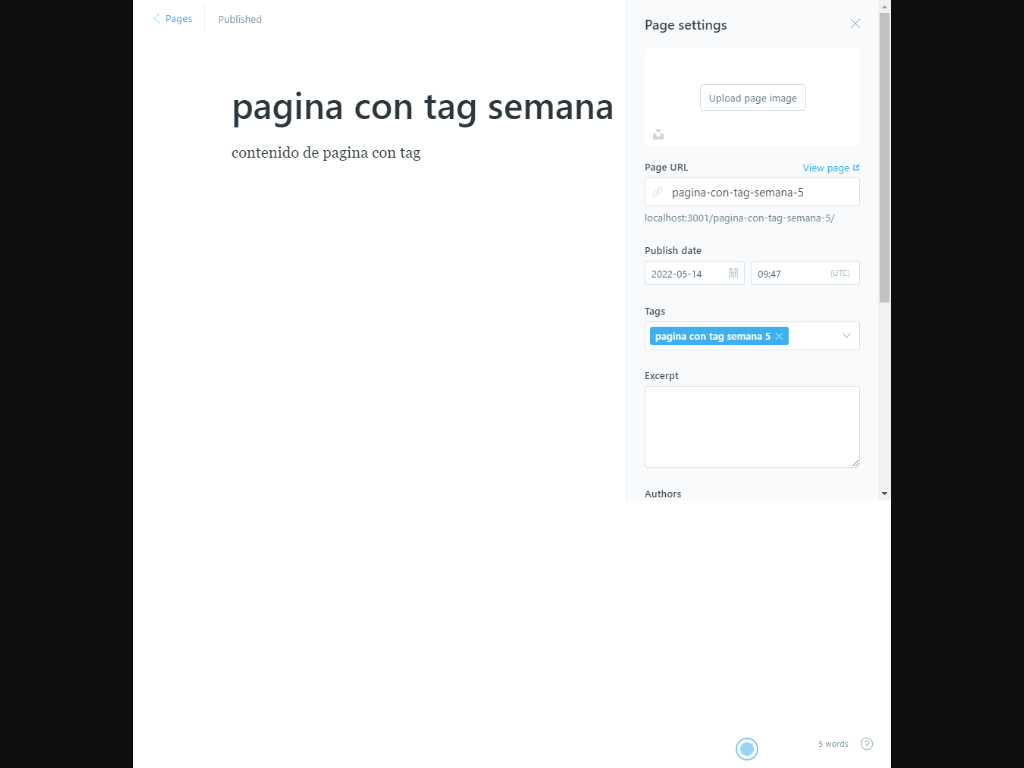 Pages
Published
Page settings
Upload page image
pagina con tag semana
contenido de pagina con tag
Page URL
View page
pagina-con-tag-semana-5
localhost:3001/pagina-con-tag-semana-5/
Publish date
2022-05-14
09:47
(UTC)
Tags
pagina con tag semana 5
Excerpt
Authors
5 words
?